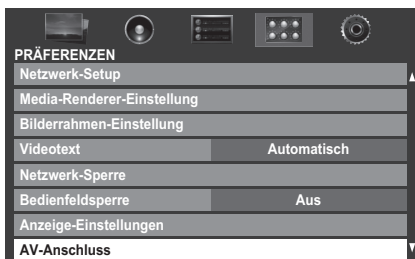 PRÄFERENZEN
Netzwerk-Setup
Media-Renderer-Einstellung
Bilderrahmen-Einstellung
Videotext Automatisch
Netzwerk-Sperre
Bedienfeldsperre Aus
Anzeige-Einstellungen
AV-Anschluss